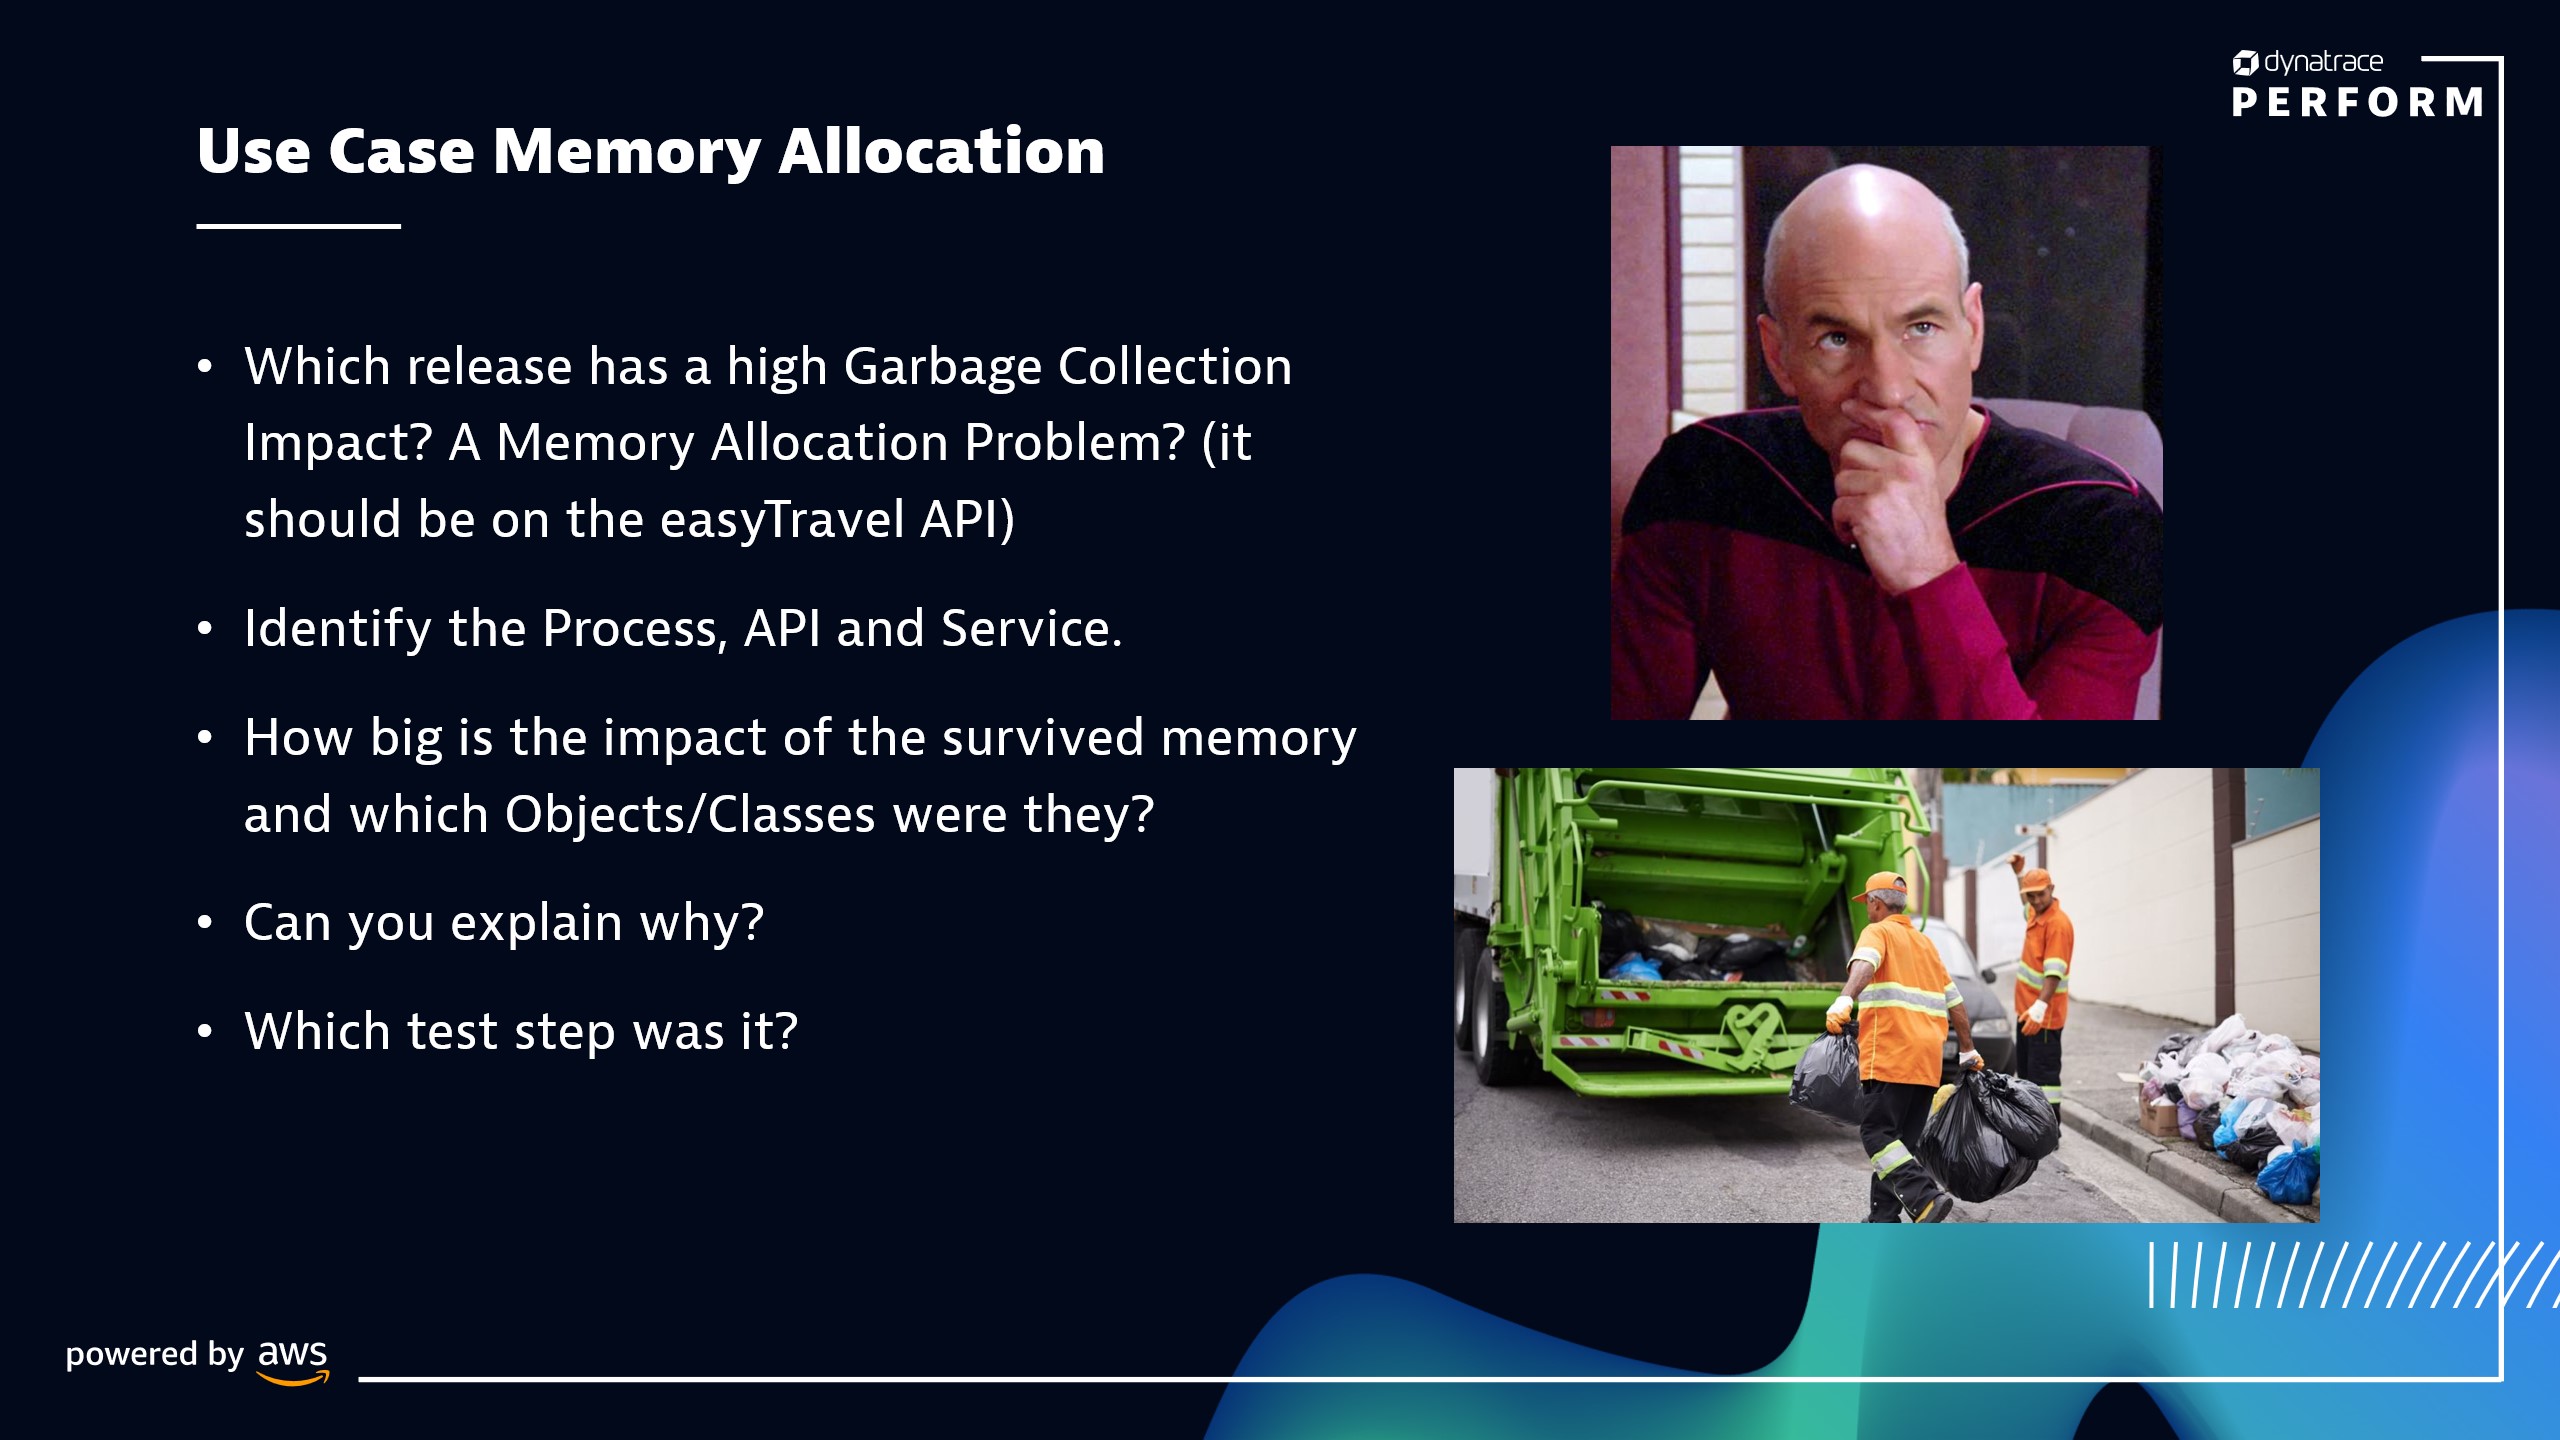 dynatrace
PERFORM
Use Case Memory Allocation
• Which release has a high Garbage Collection
Impact? A Memory Allocation Problem? (it
should be on the easyTravel API)
• Identify the Process, API and Service.
• How big is the impact of the survived memory
and which Objects/Classes were they?
• Can you explain why?
• Which test step was it?
powered by aws